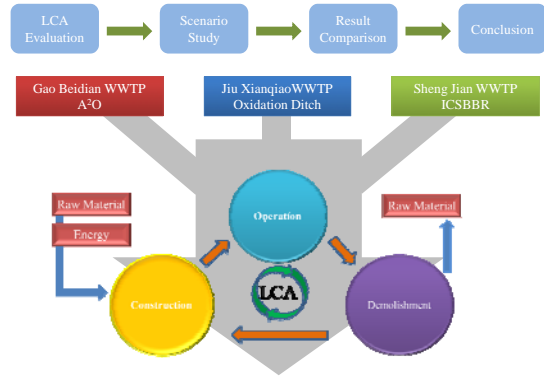 LCA
Evaluation
Scenario
Study
Result
Comparison
Conclusion
Gao Beidian WWTP
A²O
Jiu XianqiaoWWTP
Oxidation Ditch
Sheng Jian WWTP
ICSBBR
Raw Material
Energy
Operation
Raw Material
Construction
LCA
Demolishment